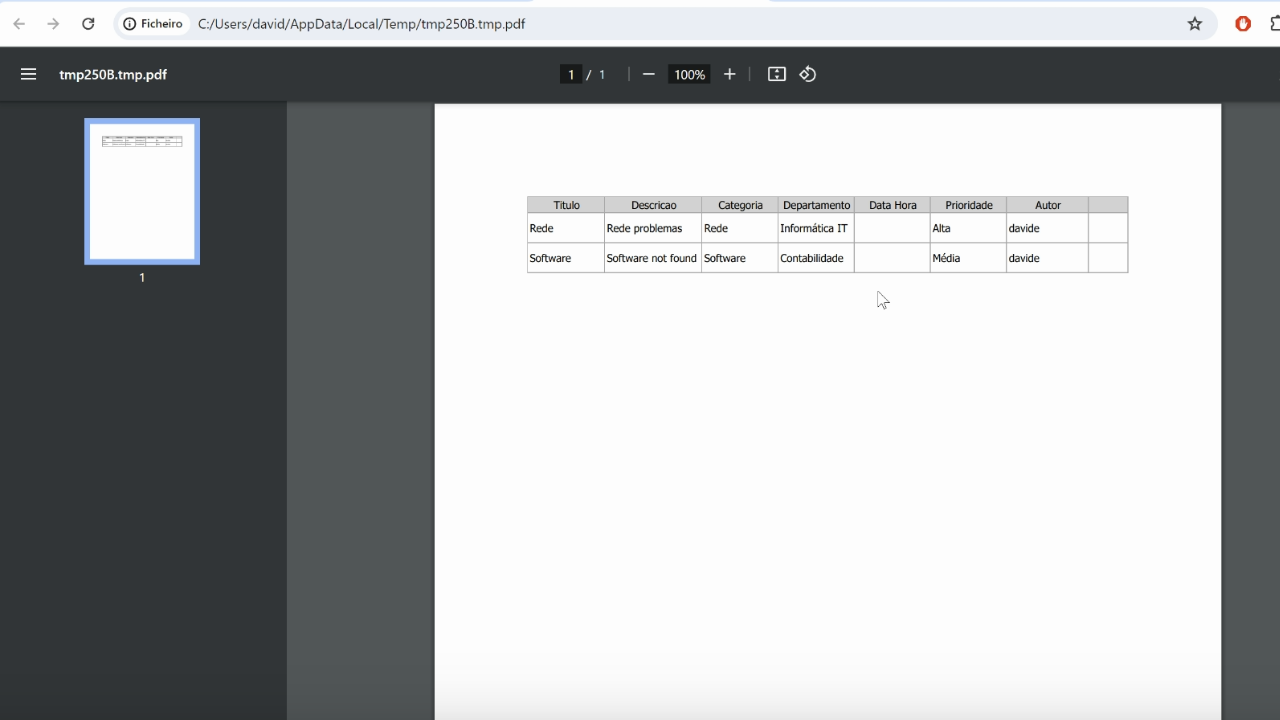 Ficheiro C:/Users/david/AppData/Local/Temp/tmp250B.tmp.pdf
tmp250B.tmp.pdf 1 / 1 100%
1
Titulo Descricao Categoria Departamento Data Hora Prioridade Autor
Rede Rede problemas Rede Informática IT Alta davide
Software Software not found Software Contabilidade Média davide